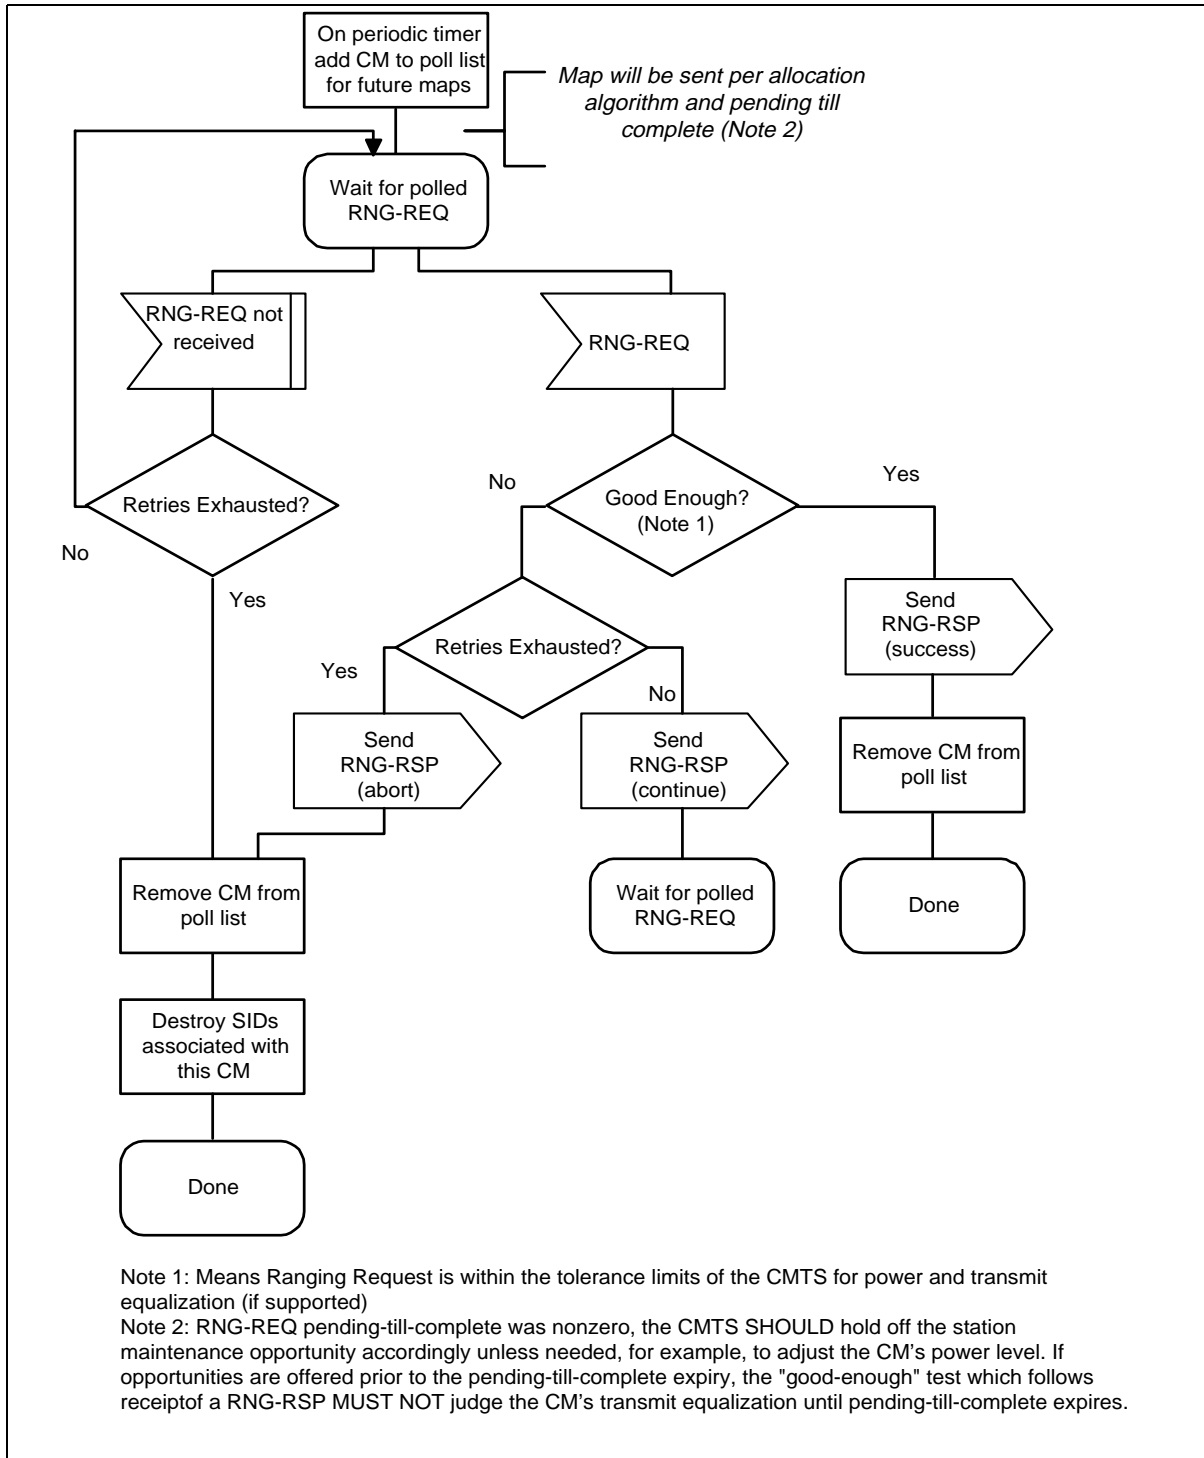 On periodic timer
add CM to poll list
for future maps
Map will be sent per allocation
algorithm and pending till
complete (Note 2)
Wait for polled
RNG-REQ
RNG-REQ not
received
RNG-REQ
Retries Exhausted?
No
Yes
Good Enough?
(Note 1)
No
Yes
Retries Exhausted?
Yes
No
Send
RNG-RSP
(success)
Send
RNG-RSP
(abort)
Send
RNG-RSP
(continue)
Remove CM from
poll list
Remove CM from
poll list
Wait for polled
RNG-REQ
Done
Destroy SIDs
associated with
this CM
Done
Note 1: Means Ranging Request is within the tolerance limits of the CMTS for power and transmit
equalization (if supported)
Note 2: RNG-REQ pending-till-complete was nonzero, the CMTS SHOULD hold off the station
maintenance opportunity accordingly unless needed, for example, to adjust the CM's power level. If
opportunities are offered prior to the pending-till-complete expiry, the "good-enough" test which follows
receiptof a RNG-RSP MUST NOT judge the CM's transmit equalization until pending-till-complete expires.